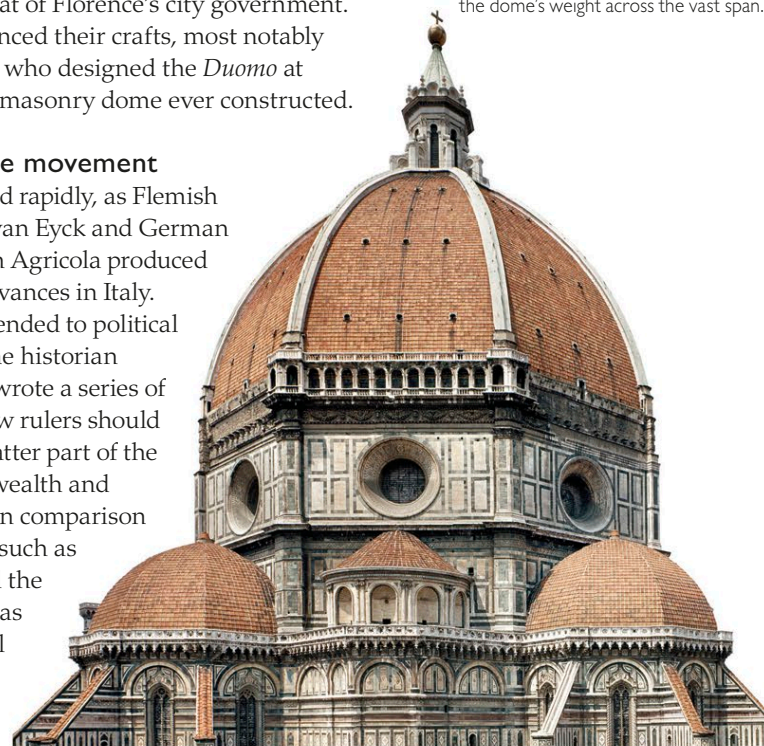 at of Florence’s city government.
nced their crafts, most notably
who designed the Duomo at
masonry dome ever constructed.
e movement
d rapidly, as Flemish
van Eyck and German
n Agricola produced
vances in Italy.
ended to political
ne historian
wrote a series of
w rulers should
atter part of the
wealth and
n comparison
such as
the
as
l
the dome’s weight across the vast span.